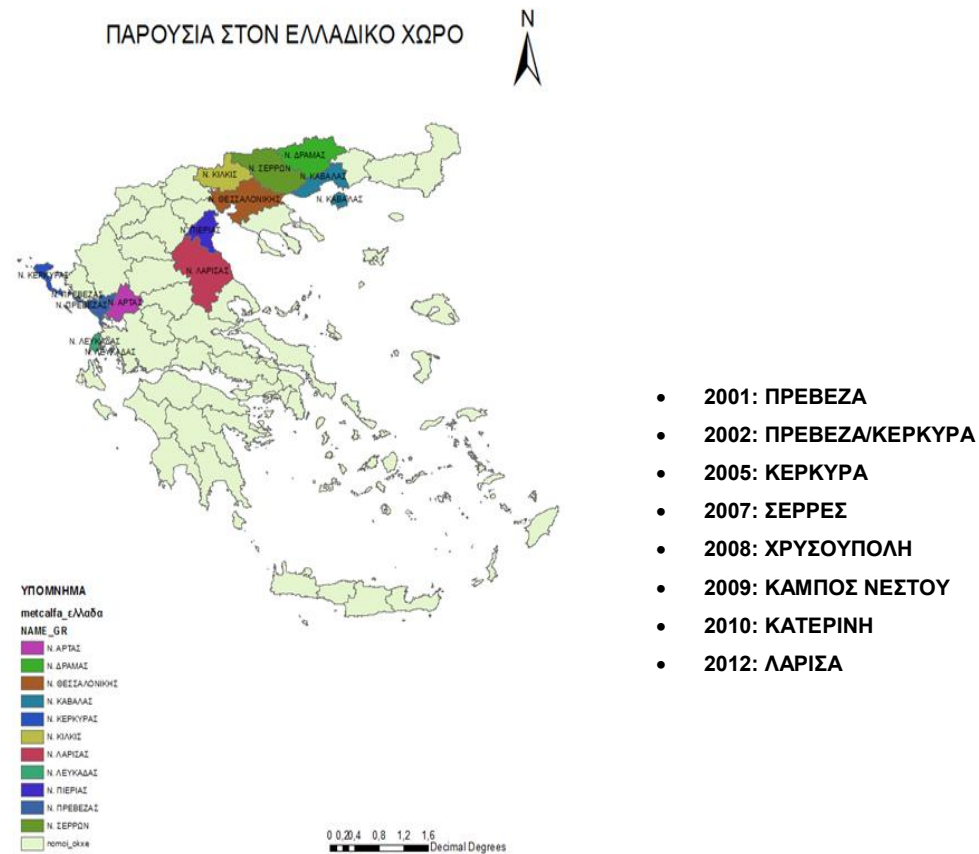 ΠΑΡΟΥΣΙΑ ΣΤΟΝ ΕΛΛΑΔΙΚΟ ΧΩΡΟ
N
Ν. ΔΡΑΜΑΣ
Ν. ΣΕΡΡΩΝ
Ν. ΚΙΛΚΙΣ
Ν. ΚΑΒΑΛΑΣ
Ν. ΘΕΣΣΑΛΟΝΙΚΗΣ
Ν. ΚΑΒΑΛΑΣ
Ν. ΠΙΕΡΙΑΣ
Ν. ΛΑΡΙΣΑΣ
Ν. ΚΕΡΚΥΡΑΣ
Ν. ΠΡΕΒΕΖΑΣ
Ν. ΠΡΕΒΕΖΑΣ
Ν. ΑΡΤΑΣ
Ν. ΛΕΥΚΑΔΑΣ
Ν. ΛΕΥΚΑΔΑΣ
• 2001: ΠΡΕΒΕΖΑ
• 2002: ΠΡΕΒΕΖΑ/ΚΕΡΚΥΡΑ
• 2005: ΚΕΡΚΥΡΑ
• 2007: ΣΕΡΡΕΣ
• 2008: ΧΡΥΣΟΥΠΟΛΗ
• 2009: ΚΑΜΠΟΣ ΝΕΣΤΟΥ
• 2010: ΚΑΤΕΡΙΝΗ
• 2012: ΛΑΡΙΣΑ
ΥΠΟΜΝΗΜΑ
metcalfa_ελλαδα
NAME_GR
Ν. ΑΡΤΑΣ
Ν. ΔΡΑΜΑΣ
Ν. ΘΕΣΣΑΛΟΝΙΚΗΣ
Ν. ΚΑΒΑΛΑΣ
Ν. ΚΕΡΚΥΡΑΣ
Ν. ΚΙΛΚΙΣ
Ν. ΛΑΡΙΣΑΣ
Ν. ΛΕΥΚΑΔΑΣ
Ν. ΠΙΕΡΙΑΣ
Ν. ΠΡΕΒΕΖΑΣ
Ν. ΣΕΡΡΩΝ
nomoi_okxe
0 0,20,4 0,8 1,2 1,6
Decimal Degrees